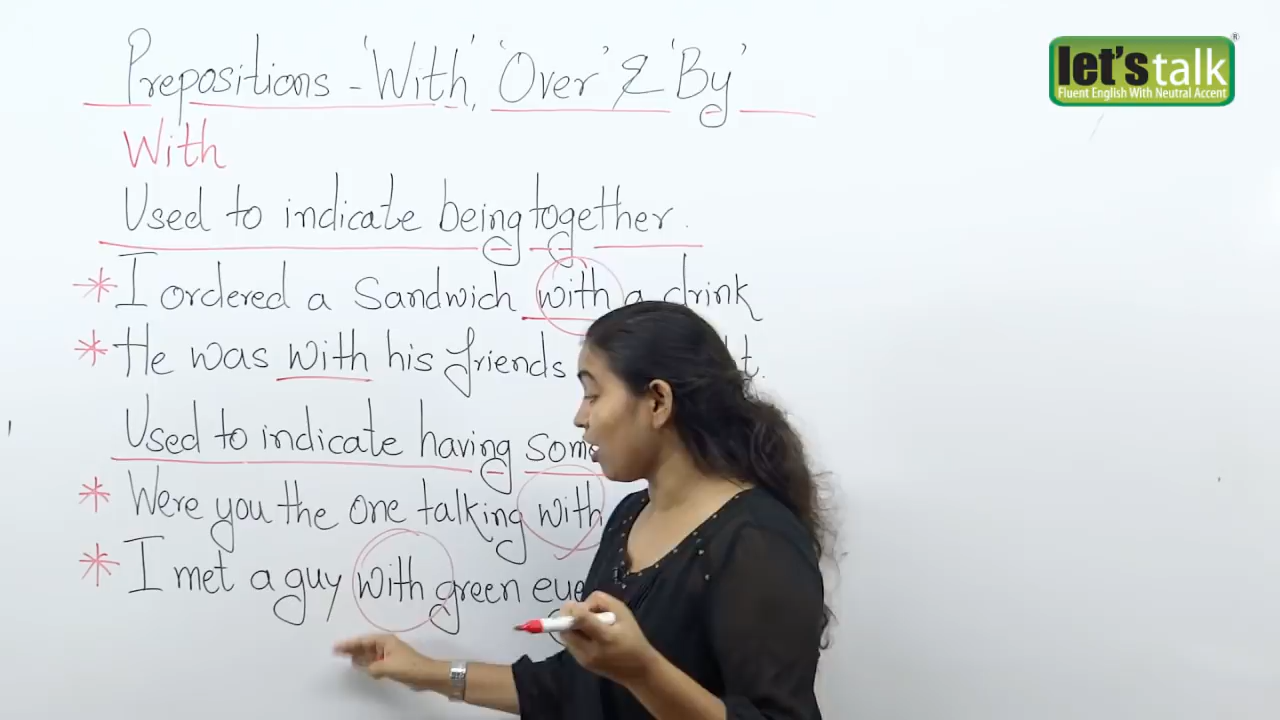 Prepositions - 'With', 'Over' & 'By'
With
Used to indicate being together.
* I ordered a sandwich with a drink
* He was with his friends
Used to indicate having
* Were you the one talking with
* I met a guy with green
let's talk
Fluent English With Neutral Accent